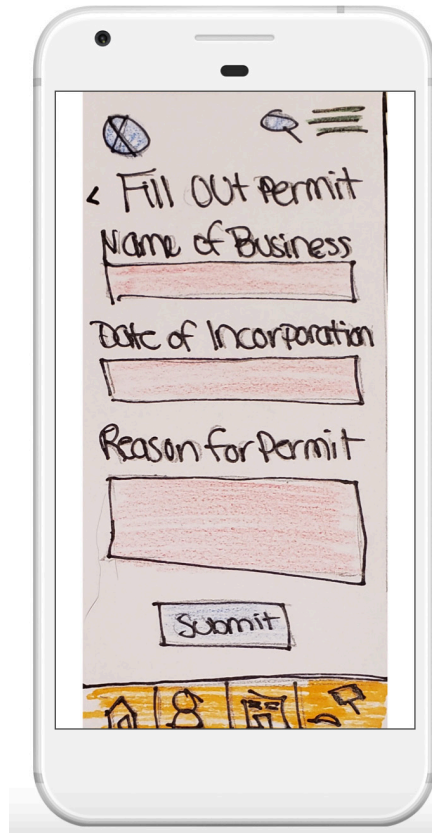 Fill OUt Permit
Name of Business
Date of Incorporation
Reason for Permit
Submit